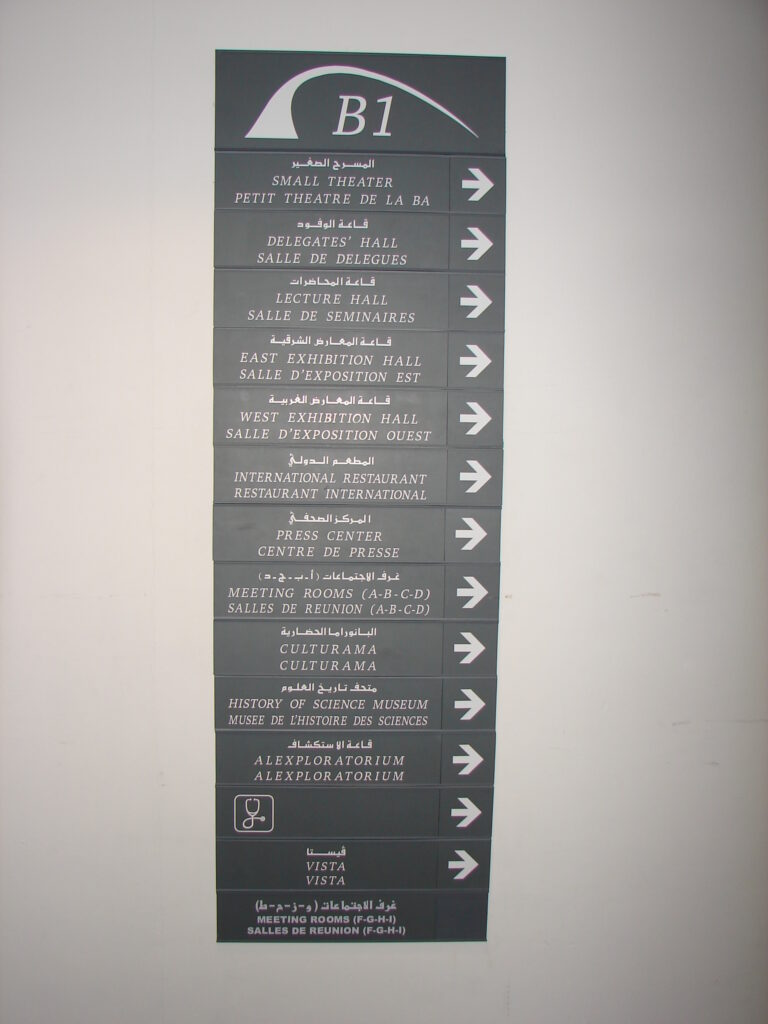 B1
المسرح الصغير
SMALL THEATER
PETIT THEATRE DE LA BA
قاعة الوفود
DELEGATES' HALL
SALLE DE DELEGUES
قاعة المحاضرات
LECTURE HALL
SALLE DE SEMINAIRES
قاعة المعارض الشرقية
EAST EXHIBITION HALL
SALLE D'EXPOSITION EST
قاعة المعارض الغربية
WEST EXHIBITION HALL
SALLE D'EXPOSITION OUEST
المطعم الدولي
INTERNATIONAL RESTAURANT
RESTAURANT INTERNATIONAL
المركز الصحفي
PRESS CENTER
CENTRE DE PRESSE
غرف الاجتماعات (أ-ب-ج-د)
MEETING ROOMS (A-B-C-D)
SALLES DE REUNION (A-B-C-D)
البانوراما الحضارية
CULTURAMA
CULTURAMA
متحف تاريخ العلوم
HISTORY OF SCIENCE MUSEUM
MUSEE DE L'HISTOIRE DES SCIENCES
قاعة الاستكشاف
ALEXPLORATORIUM
ALEXPLORATORIUM
ڤيستا
VISTA
VISTA
غرف الاجتماعات (و-ز-ح-ط)
MEETING ROOMS (F-G-H-I)
SALLES DE REUNION (F-G-H-I)